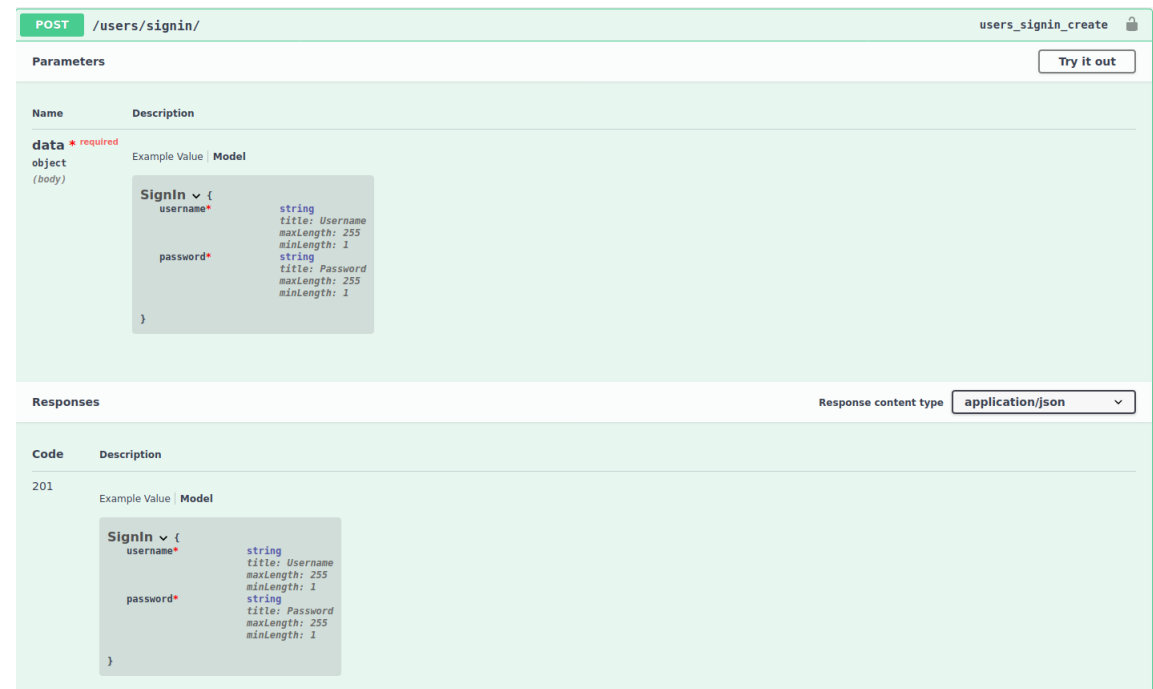 POST /users/signin/ users_signin_create
Parameters Try it out
Name Description
data * required
object
(body)
Example Value Model
SignIn {
username* string
title: Username
maxLength: 255
minLength: 1
password* string
title: Password
maxLength: 255
minLength: 1
}
Responses Response content type application/json
Code Description
201
Example Value Model
SignIn {
username* string
title: Username
maxLength: 255
minLength: 1
password* string
title: Password
maxLength: 255
minLength: 1
}